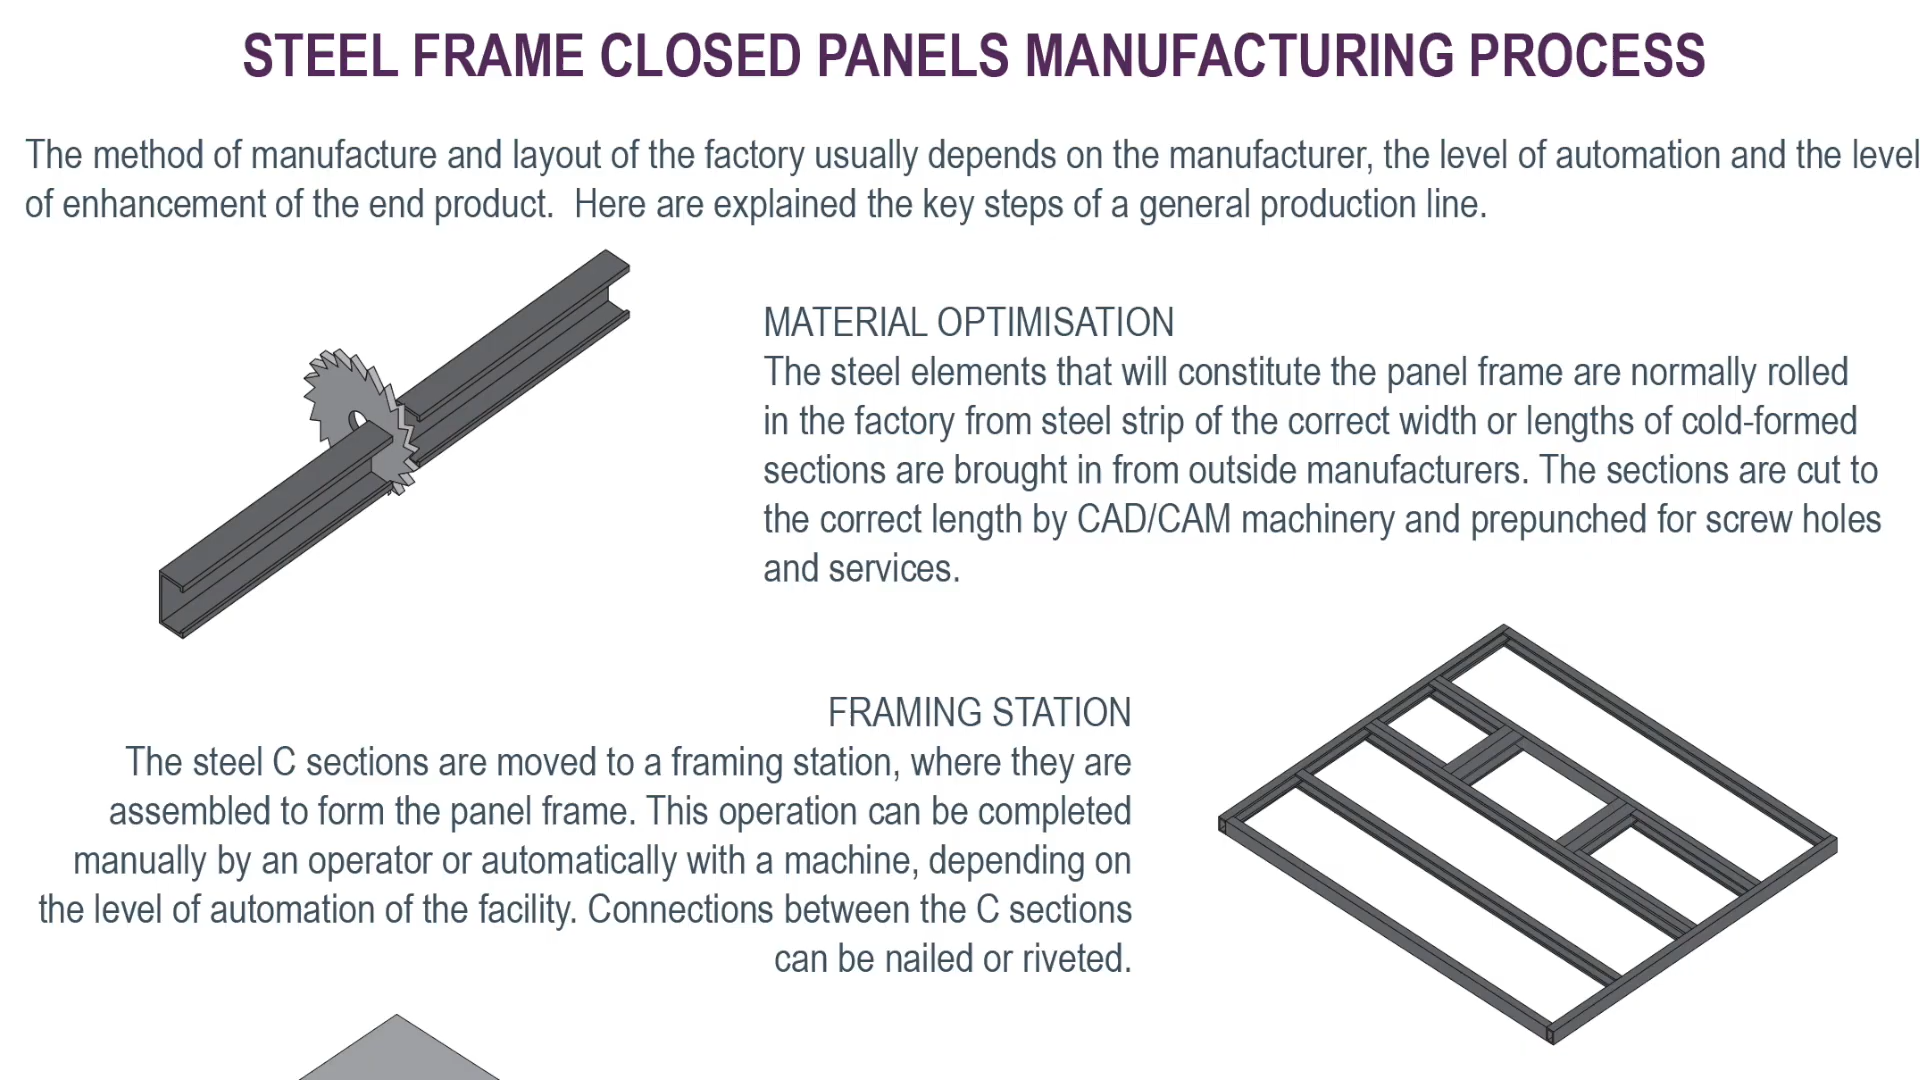 STEEL FRAME CLOSED PANELS MANUFACTURING PROCESS
The method of manufacture and layout of the factory usually depends on the manufacturer, the level of automation and the level
of enhancement of the end product.  Here are explained the key steps of a general production line.
MATERIAL OPTIMISATION
The steel elements that will constitute the panel frame are normally rolled
in the factory from steel strip of the correct width or lengths of cold-formed
sections are brought in from outside manufacturers. The sections are cut to
the correct length by CAD/CAM machinery and prepunched for screw holes
and services.
FRAMING STATION
The steel C sections are moved to a framing station, where they are
assembled to form the panel frame. This operation can be completed
manually by an operator or automatically with a machine, depending on
the level of automation of the facility. Connections between the C sections
can be nailed or riveted.